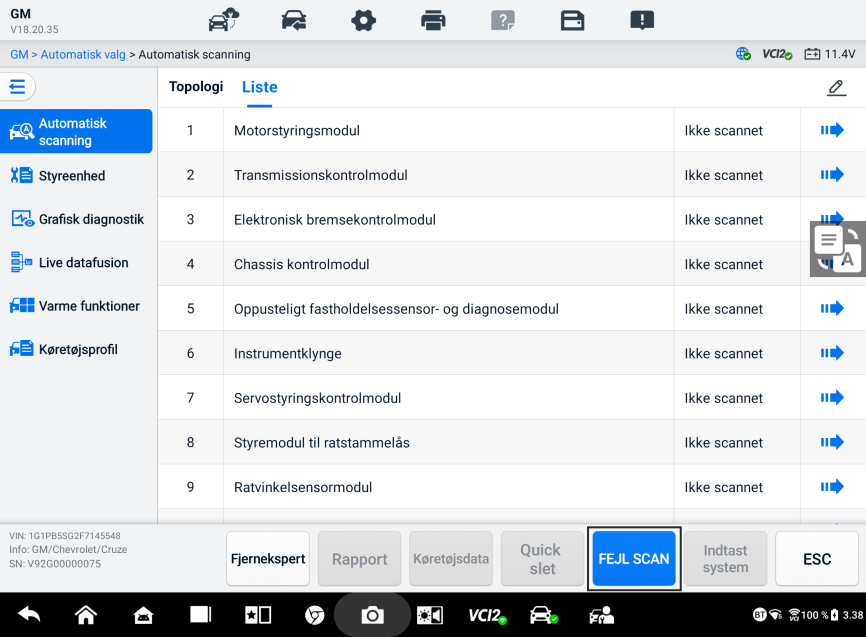 GM
V18.20.35
GM > Automatisk valg > Automatisk scanning
VCI2
11.4V
Topologi
Liste
Automatisk
scanning
Styreenhed
Grafisk diagnostik
Live datafusion
Varme funktioner
Køretøjsprofil
1 Motorstyringsmodul Ikke scannet
2 Transmissionskontrolmodul Ikke scannet
3 Elektronisk bremsekontrolmodul Ikke scannet
4 Chassis kontrolmodul Ikke scannet
5 Oppusteligt fastholdelsessensor- og diagnosemodul Ikke scannet
6 Instrumentklynge Ikke scannet
7 Servostyringskontrolmodul Ikke scannet
8 Styremodul til ratstammelås Ikke scannet
9 Ratvinkelsensormodul Ikke scannet
A
VIN: 1G1PB5SG2F7145548
Info: GM/Chevrolet/Cruze
SN: V92G00000075
Fjernekspert
Rapport
Køretøjsdata
Quick
slet
FEJL SCAN
Indtast
system
ESC
VCI2
BT
100 %
3.38